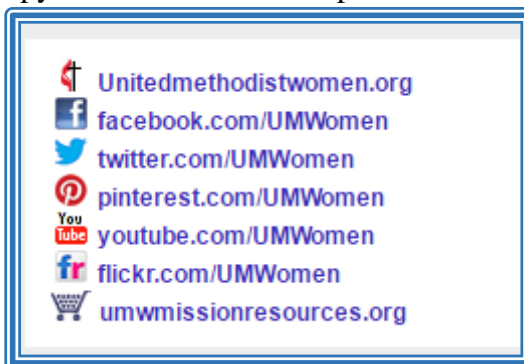 Unitedmethodistwomen.org
facebook.com/UMWomen
twitter.com/UMWomen
pinterest.com/UMWomen
You
Tube youtube.com/UMWomen
fr flickr.com/UMWomen
umwmissionresources.org